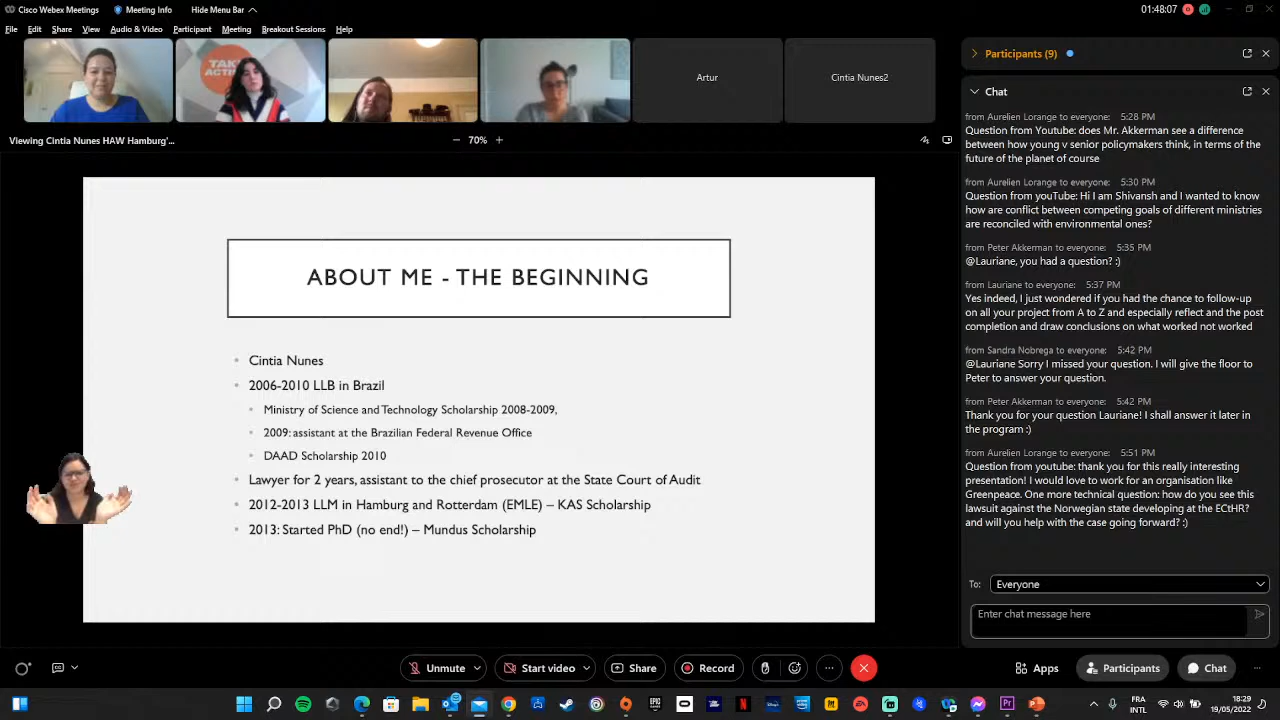 Cisco Webex Meetings
Meeting Info
Hide Menu Bar
01:48:07
File Edit Share View Audio & Video Participant Meeting Breakout Sessions Help
TAKE
ACTION
Artur
Cintia Nunes2
Viewing Cintia Nunes HAW Hamburg'...
70%
ABOUT ME - THE BEGINNING
Cintia Nunes
2006-2010 LLB in Brazil
Ministry of Science and Technology Scholarship 2008-2009,
2009: assistant at the Brazilian Federal Revenue Office
DAAD Scholarship 2010
Lawyer for 2 years, assistant to the chief prosecutor at the State Court of Audit
2012-2013 LLM in Hamburg and Rotterdam (EMLE) – KAS Scholarship
2013: Started PhD (no end!) – Mundus Scholarship
Participants (9)
Chat
from Aurelien Lorange to everyone: 5:28 PM
Question from Youtube: does Mr. Akkerman see a difference
between how young v senior policymakers think, in terms of the
future of the planet of course
from Aurelien Lorange to everyone: 5:30 PM
Question from YouTube: Hi I am Shivansh and I wanted to know
how are conflict between competing goals of different ministries
are reconciled with environmental ones?
from Peter Akkerman to everyone: 5:35 PM
@Lauriane, you had a question? :)
from Lauriane to everyone: 5:37 PM
Yes indeed, I just wondered if you had the chance to follow-up
on all your project from A to Z and especially reflect and the post
completion and draw conclusions on what worked not worked
from Sandra Nobrega to everyone: 5:42 PM
@Lauriane Sorry I missed your question. I will give the floor to
Peter to answer your question.
from Peter Akkerman to everyone: 5:42 PM
Thank you for your question Lauriane! I shall answer it later in
the program :)
from Aurelien Lorange to everyone: 5:51 PM
Question from youtube: thank you for this really interesting
presentation! I wanted to ask about organisations like
Greenpeace. One more technical question: how do you see this
lawsuit against the Norwegian state developing at the moment,
and will you help with the case going forward? ;)
To: Everyone
Enter chat message here
Unmute
Start video
Share
Record
Apps
Participants
Chat
FRA
INTL
18:29
19/05/2022